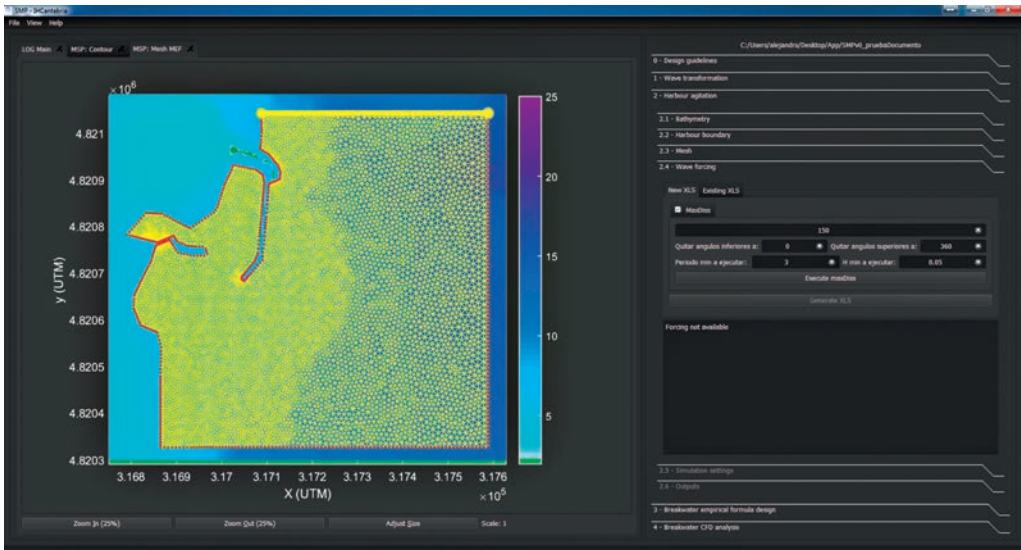 SMP - IHCantabria
File View Help
LOG Main MSP: Contour MSP: Mesh MEF
×10⁶
4.821
4.8209
4.8208
4.8207
4.8206
4.8205
4.8204
4.8203
y (UTM)
3.168 3.169 3.17 3.171 3.172 3.173 3.174 3.175 3.176
X (UTM)
×10⁵
25
20
15
10
5
Zoom In (25%) Zoom Out (25%) Adjust Size Scale: 1
C:/Users/alejandro/Desktop/App/SMPv0_pruebaDocumento
0 - Design guidelines
1 - Wave transformation
2 - Harbour agitation
2.1 - Bathymetry
2.2 - Harbour boundary
2.3 - Mesh
2.4 - Wave forcing
New XLS Existing XLS
MaxDiss
150
Quitar angulos inferiores a: 0 Quitar angulos superiores a: 360
Periodo min a ejecutar: 3 H min a ejecutar: 0.05
Execute maxDiss
Generate XLS
Forcing not available
2.5 - Simulation settings
2.6 - Outputs
3 - Breakwater empirical formula design
4 - Breakwater CFD analysis